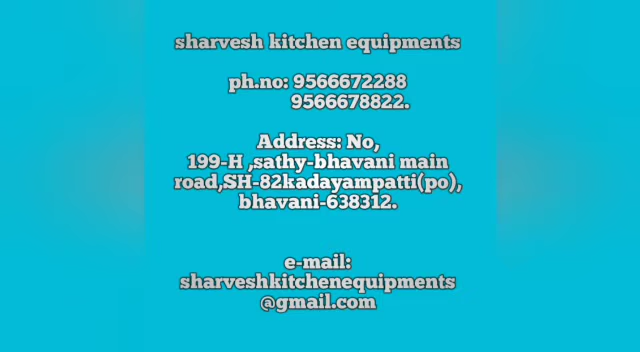 sharvesh kitchen equipments
ph.no: 9566672288
9566678822.
Address: No,
199-H ,sathy-bhavani main
road,SH-82kadayampatti(po),
bhavani-638312.
e-mail:
sharveshkitchenequipments
@gmail.com